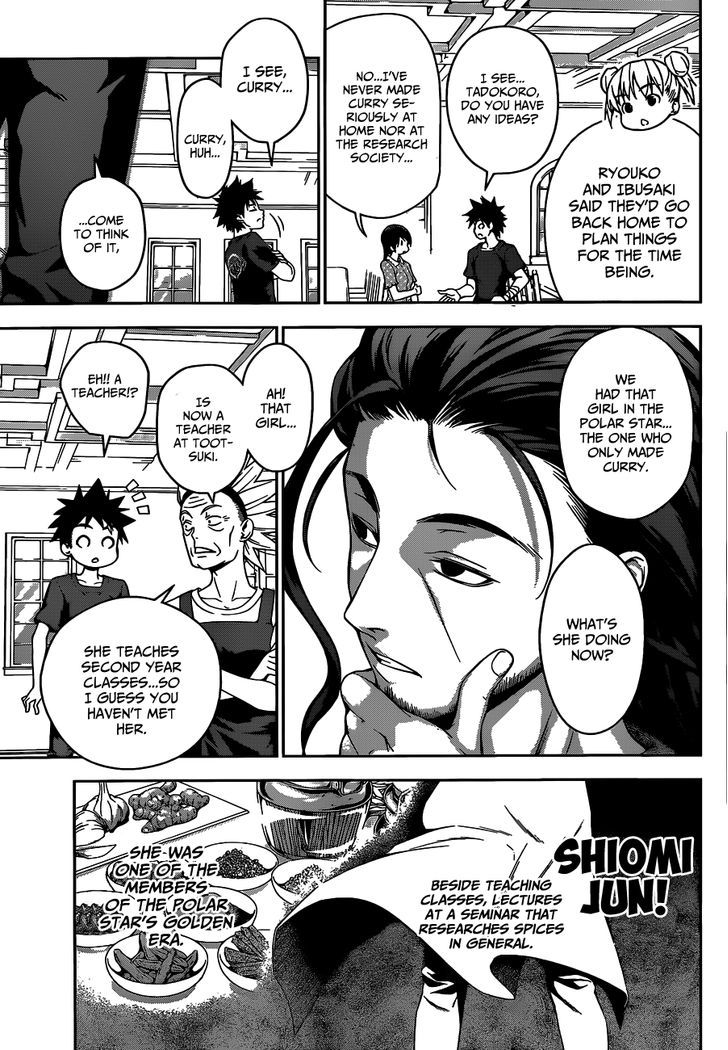 RYOUKO
AND IBUSAKI
SAID THEY'D GO
BACK HOME TO
PLAN THINGS
FOR THE TIME
BEING.
I SEE...
TADOKORO,
DO YOU HAVE
ANY IDEAS?
NO...I'VE
NEVER MADE
CURRY SE-
RIOUSLY AT
HOME NOR AT
THE RESEARCH
SOCIETY...
I SEE,
CURRY...
CURRY,
HUH...
...COME
TO THINK
OF IT,
WE
HAD THAT
GIRL IN THE
POLAR STAR...
THE ONE WHO
ONLY MADE
CURRY.
WHAT'S
SHE DOING
NOW?
AH!
THAT
GIRL...
IS
NOW A
TEACHER
AT TOOT-
SUKI.
EH!! A
TEACHER!?
SHE TEACHES
SECOND YEAR
CLASSES...SO
I GUESS YOU
HAVEN'T MET
HER.
SHIOMI
JUN!
BESIDE TEACHING
CLASSES, LECTURES
AT A SEMINAR THAT
RESEARCHES SPICES
IN GENERAL.
SHE WAS
ONE OF THE
MEMBERS
OF THE POLAR
STAR'S GOLDEN
ERA.